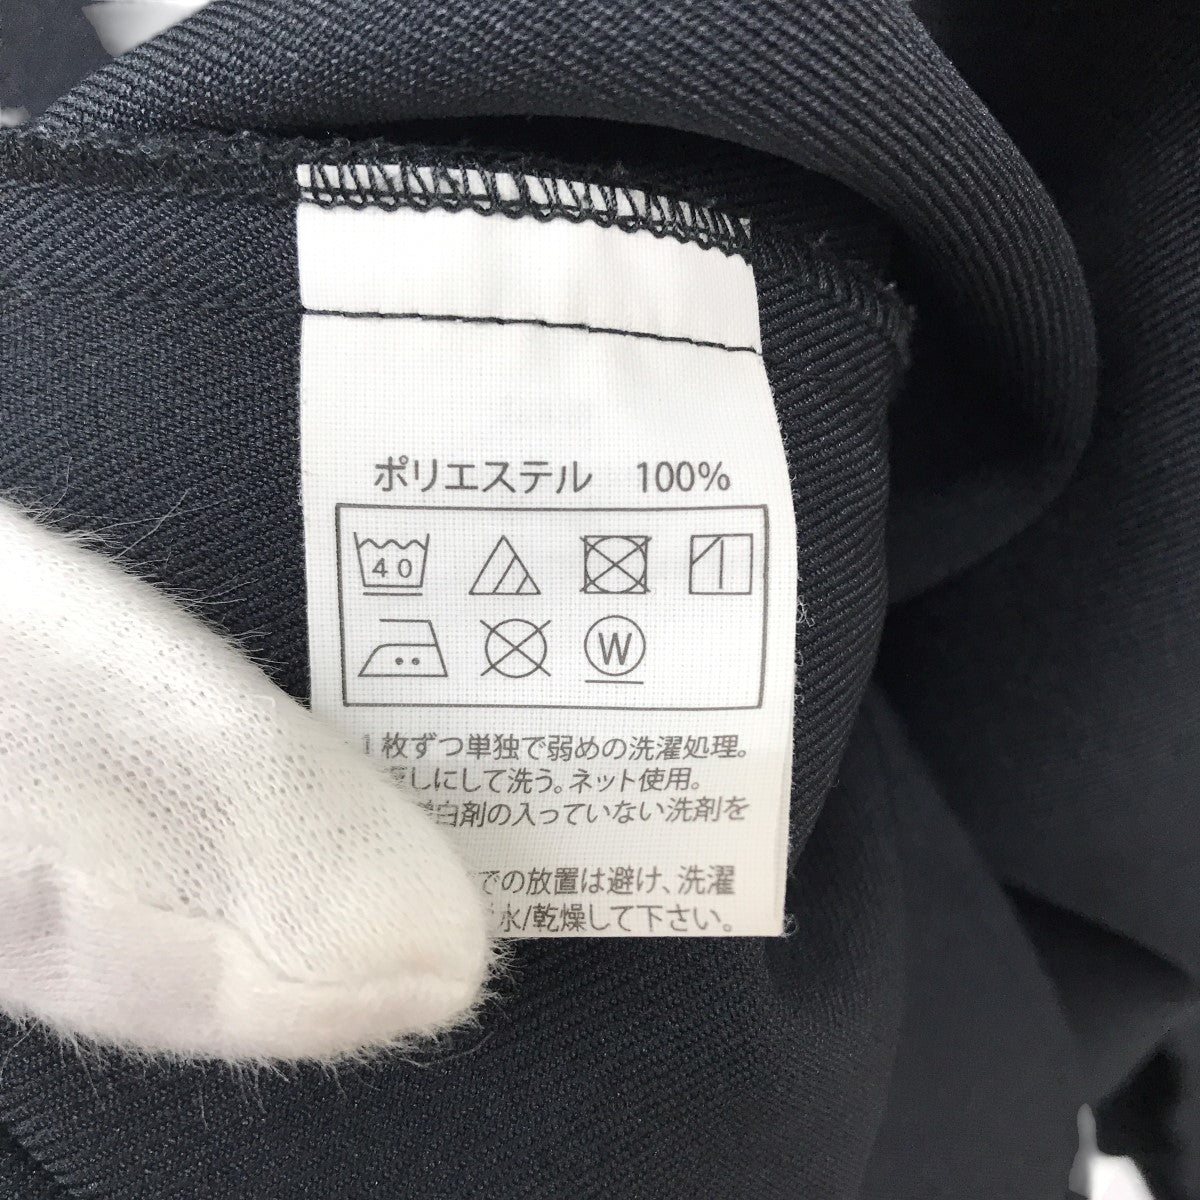 ポリエステル 100%
40
W
1枚ずつ単独で弱めの洗濯処理。
しにして洗う。ネット使用。
白剤の入っていない洗剤を
での放置は避け、洗濯
水/乾燥して下さい。